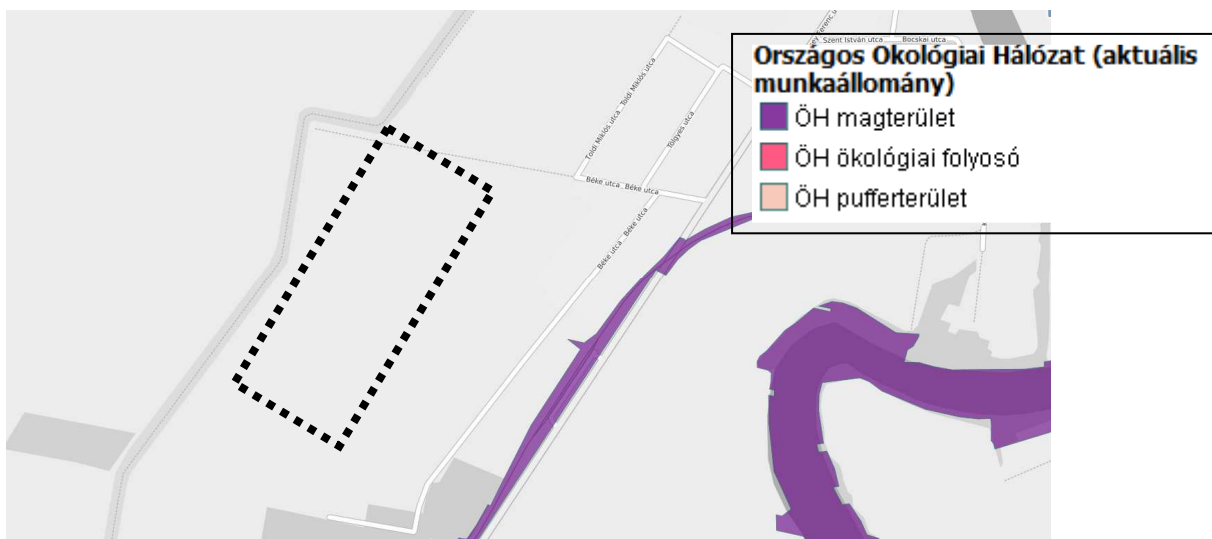 Szent István utca
Bocskai utca
Országos Ökológiai Hálózat (aktuális
munkaállomány)
ÖH magterület
ÖH ökológiai folyosó
ÖH pufferterület
Toldi Miklós utca
Toldi Miklós utca
Tölgyes utca
Béke utca
Béke utca
Béke utca
Béke utca